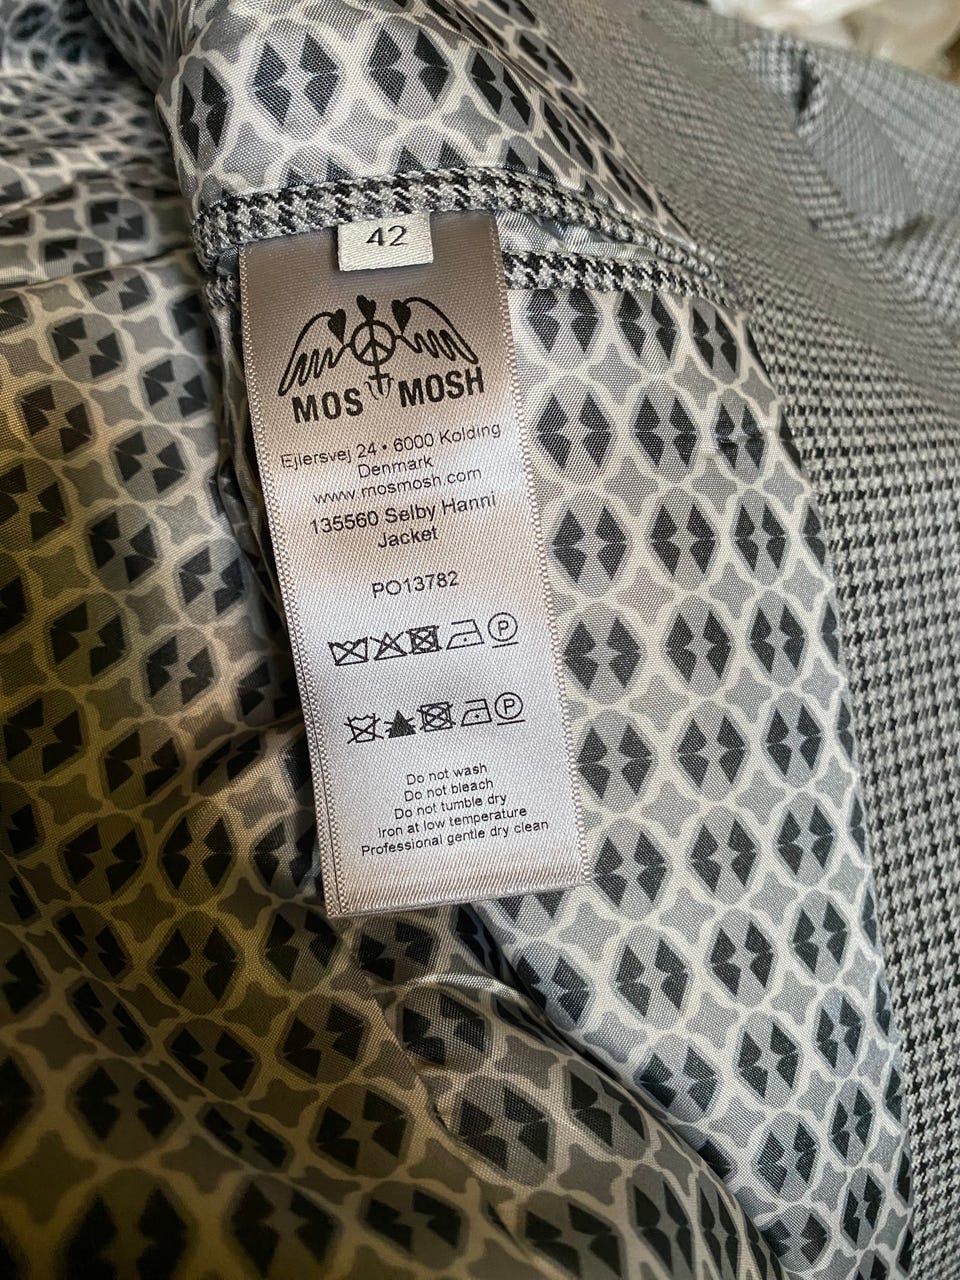 42
MOS MOSH
Ejlersvej 24 • 6000 Kolding
Denmark
www.mosmosh.com
135560 Selby Hanni
Jacket
PO13782
P
P
Do not wash
Do not bleach
Do not tumble dry
Iron at low temperature
Professional gentle dry clean